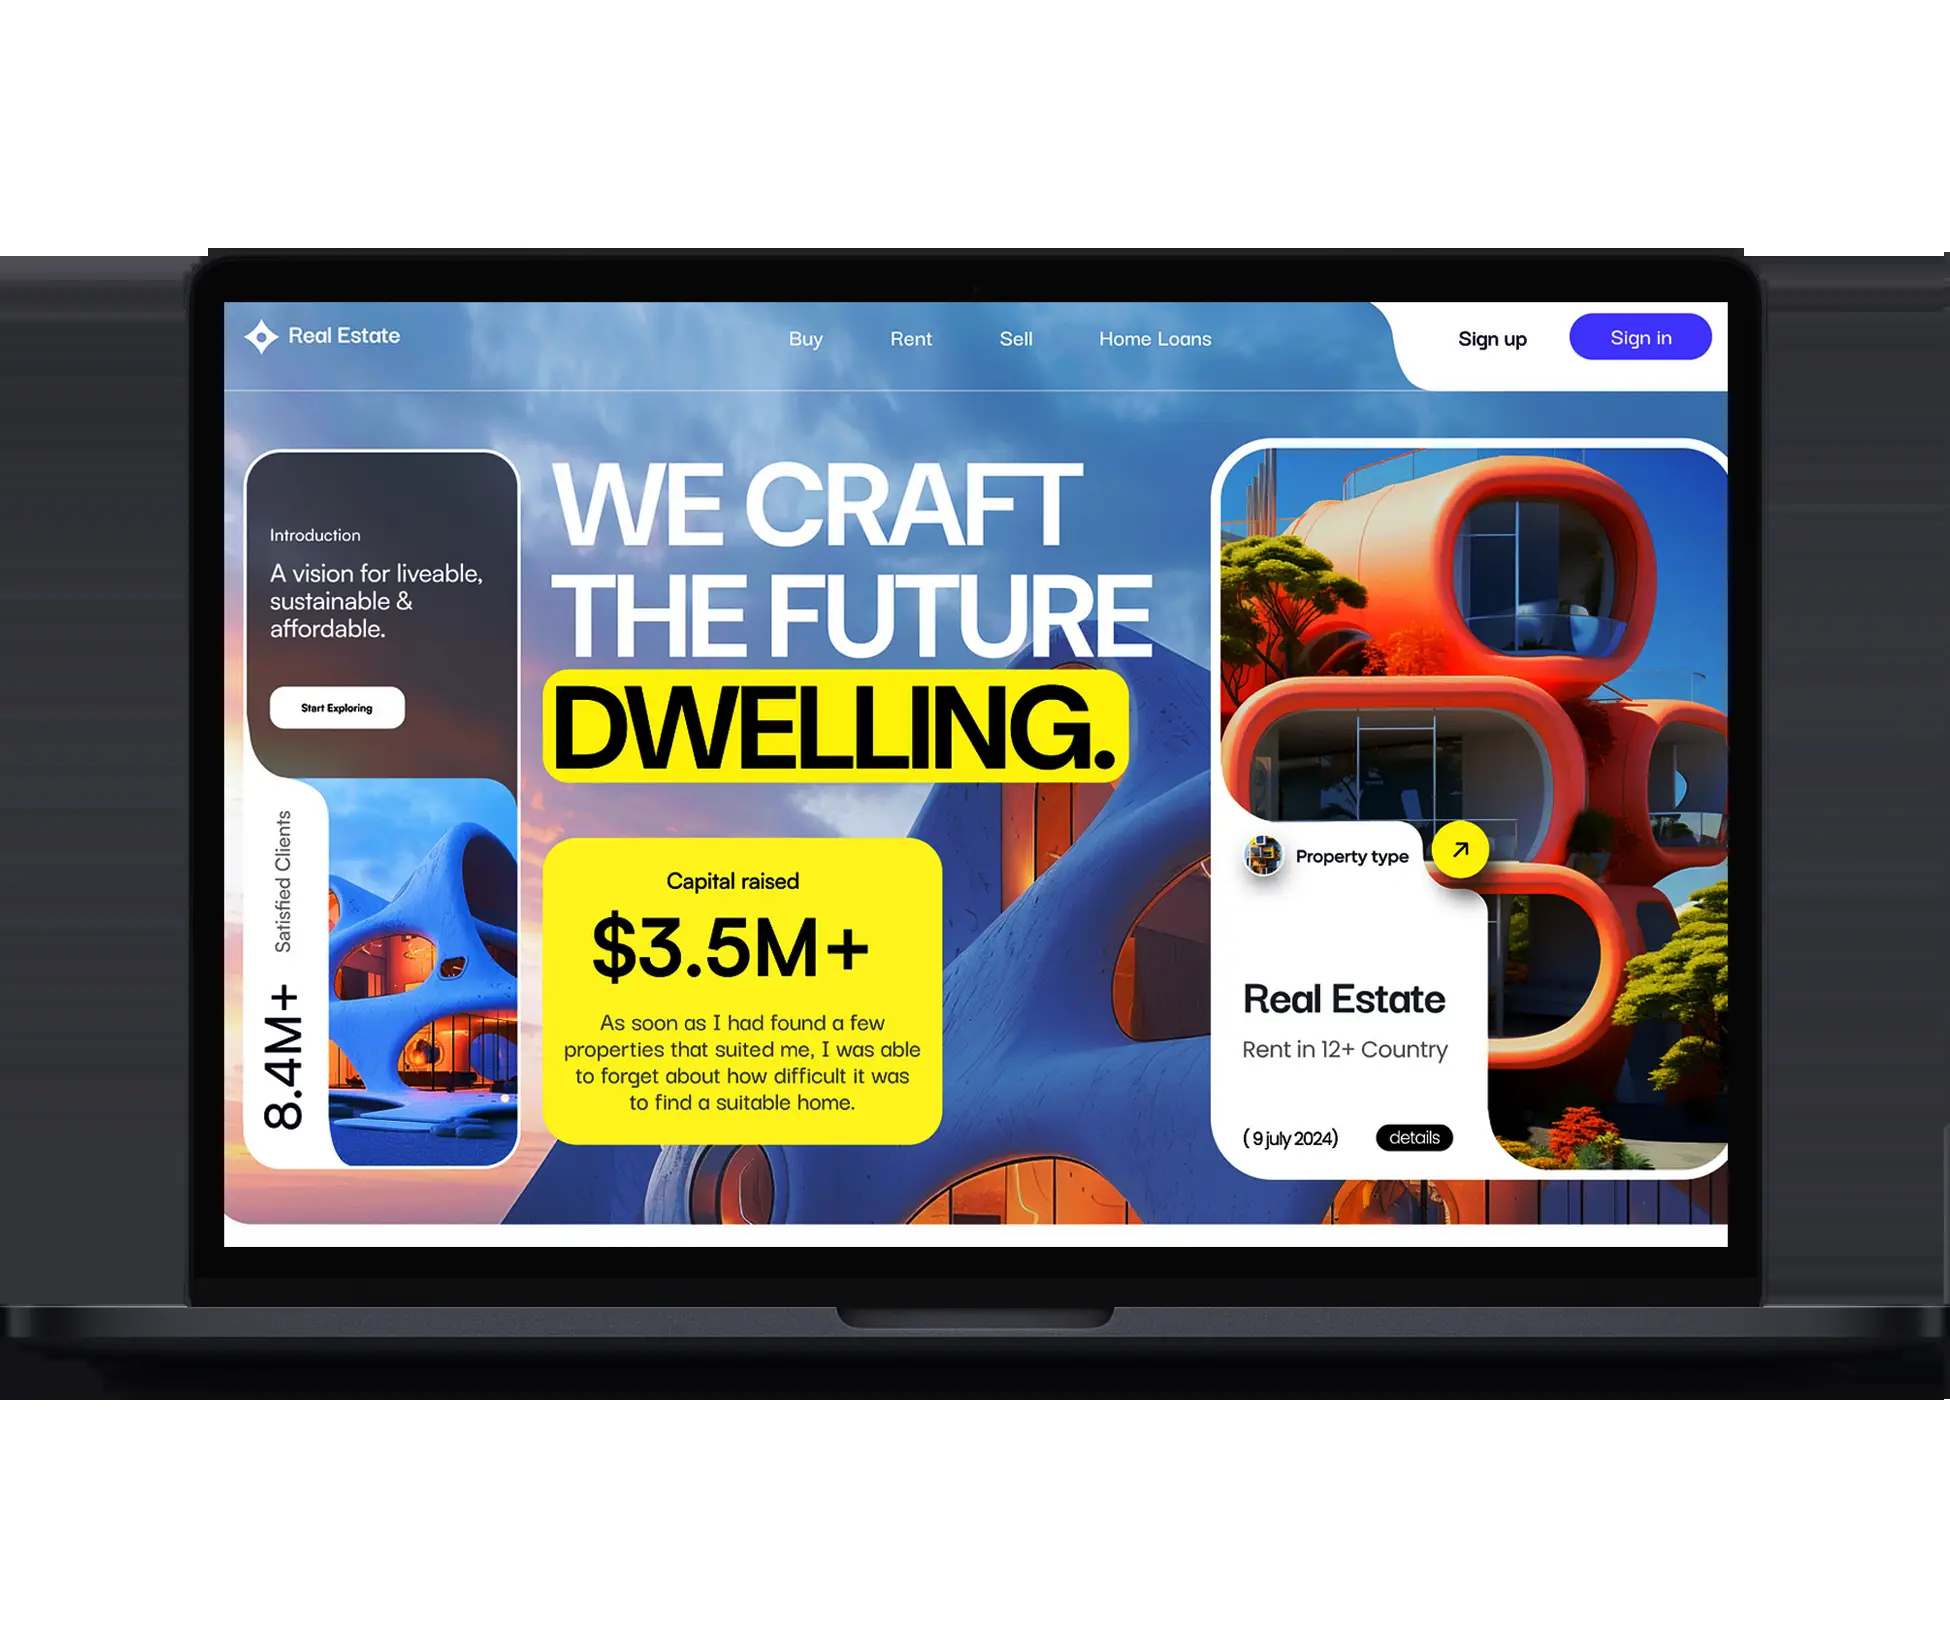 Real Estate
Buy
Rent
Sell
Home Loans
Sign up
Sign in
Introduction
A vision for liveable,
sustainable &
affordable.
Start Exploring
8.4M+ Satisfied Clients
WE CRAFT
THE FUTURE
DWELLING.
Capital raised
$3.5M+
As soon as I had found a few
properties that suited me, I was able
to forget about how difficult it was
to find a suitable home.
Property type
Real Estate
Rent in 12+ Country
( 9 july 2024)
details